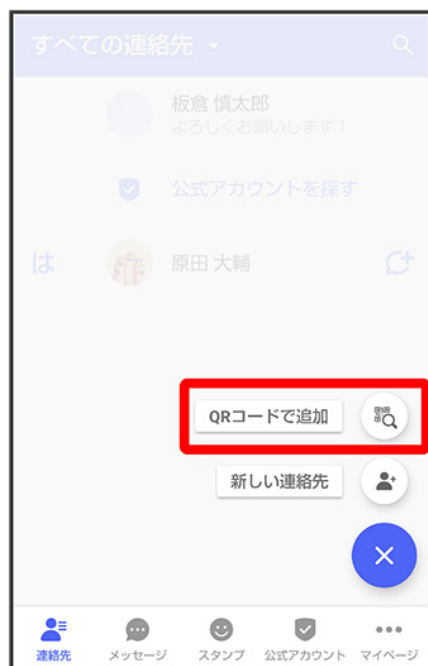 すべての連絡先
板倉 慎太郎
よろしくお願いします！
公式アカウントを探す
は
原田 大輔
QRコードで追加
新しい連絡先
連絡先
メッセージ
スタンプ
公式アカウント
マイページ